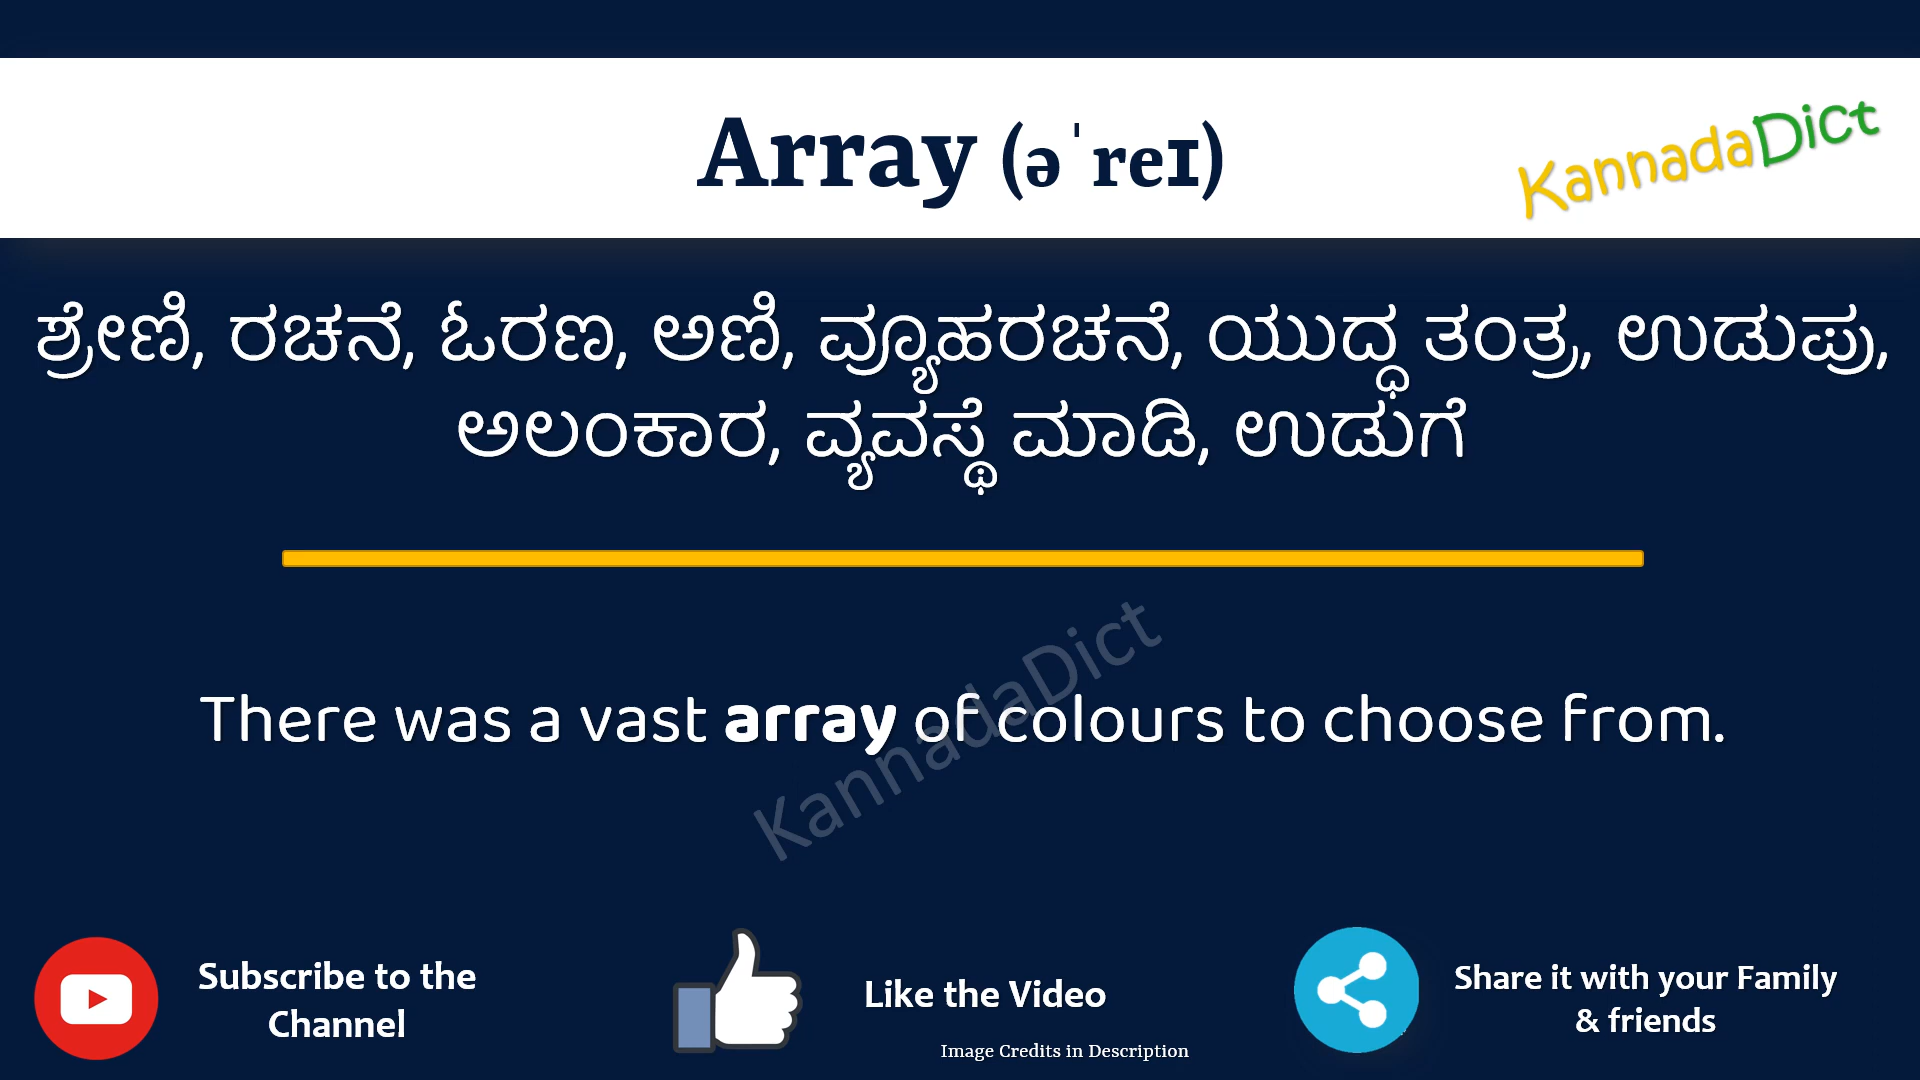 Array (əˈreɪ)
KannadaDict
ಶ್ರೇಣಿ, ರಚನೆ, ಓರಣ, ಅಣಿ, ವ್ಯೂಹರಚನೆ, ಯುದ್ಧ ತಂತ್ರ, ಉಡುಪು,
ಅಲಂಕಾರ, ವ್ಯವಸ್ಥೆ ಮಾಡಿ, ಉಡುಗೆ
There was a vast array of colours to choose from.
KannadaDict
Subscribe to the
Channel
Like the Video
Share it with your Family
& friends
Image Credits in Description